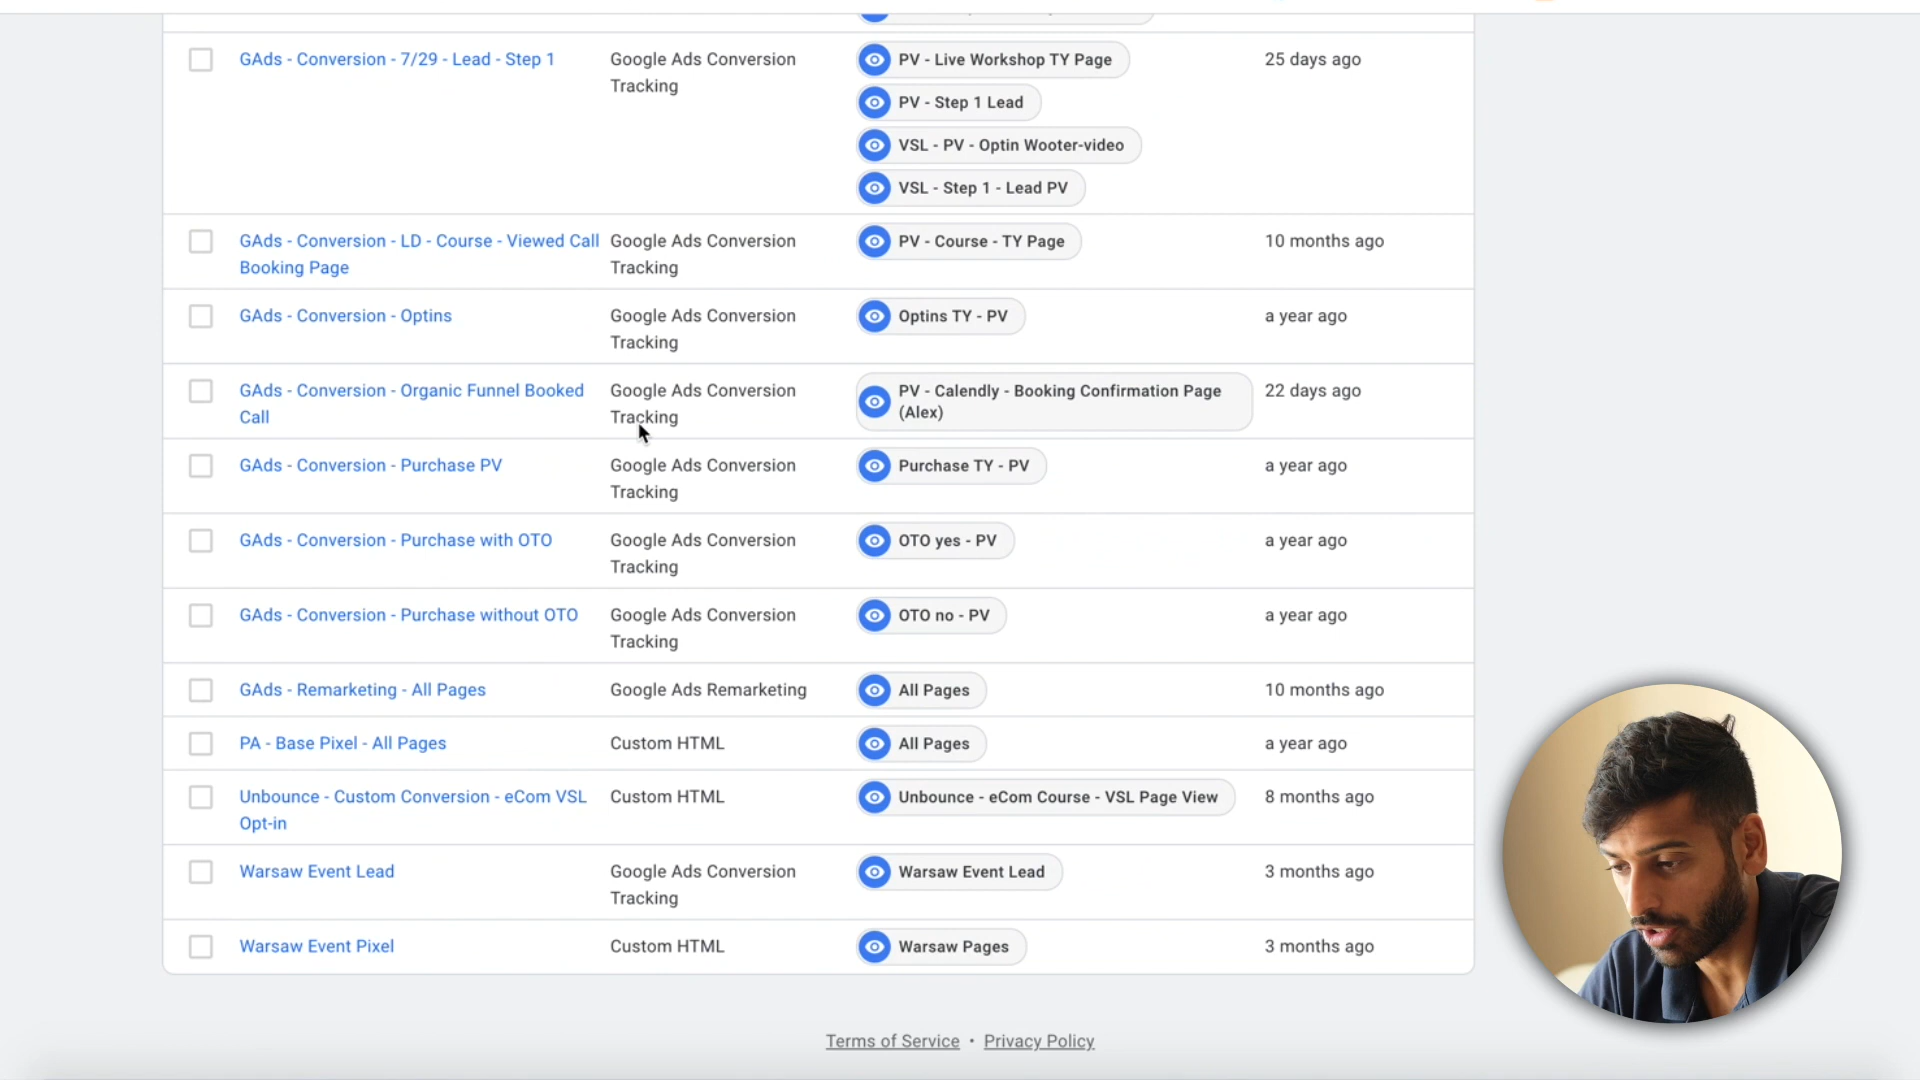 GAds - Conversion - 7/29 - Lead - Step 1
Google Ads Conversion
Tracking
PV - Live Workshop TY Page
PV - Step 1 Lead
VSL - PV - Optin Wooter-video
VSL - Step 1 - Lead PV
25 days ago
GAds - Conversion - LD - Course - Viewed Call
Booking Page
Google Ads Conversion
Tracking
PV - Course - TY Page
10 months ago
GAds - Conversion - Optins
Google Ads Conversion
Tracking
Optins TY - PV
a year ago
GAds - Conversion - Organic Funnel Booked
Call
Google Ads Conversion
Tracking
PV - Calendly - Booking Confirmation Page
(Alex)
22 days ago
GAds - Conversion - Purchase PV
Google Ads Conversion
Tracking
Purchase TY - PV
a year ago
GAds - Conversion - Purchase with OTO
Google Ads Conversion
Tracking
OTO yes - PV
a year ago
GAds - Conversion - Purchase without OTO
Google Ads Conversion
Tracking
OTO no - PV
a year ago
GAds - Remarketing - All Pages
Google Ads Remarketing
All Pages
10 months ago
PA - Base Pixel - All Pages
Custom HTML
All Pages
a year ago
Unbounce - Custom Conversion - eCom VSL
Opt-in
Custom HTML
Unbounce - eCom Course - VSL Page View
8 months ago
Warsaw Event Lead
Google Ads Conversion
Tracking
Warsaw Event Lead
3 months ago
Warsaw Event Pixel
Custom HTML
Warsaw Pages
3 months ago
Terms of Service • Privacy Policy